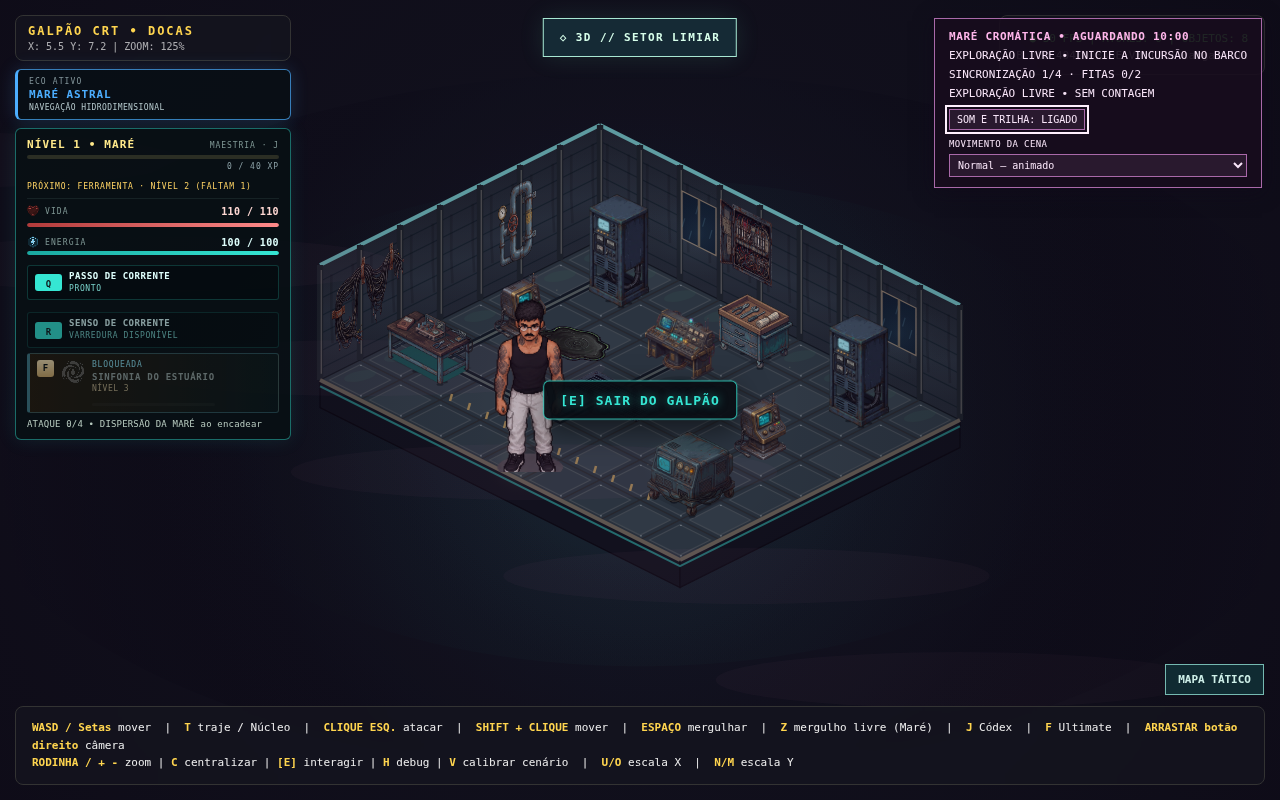 GALPÃO CRT • DOCAS
X: 5.5 Y: 7.2 | ZOOM: 125%
ECO ATIVO
MARÉ ASTRAL
NAVEGAÇÃO HIDRODIMENSIONAL
NÍVEL 1 • MARÉ
MAESTRIA · J
0 / 40 XP
PRÓXIMO: FERRAMENTA · NÍVEL 2 (FALTAM 1)
VIDA
110 / 110
ENERGIA
100 / 100
Q
PASSO DE CORRENTE
PRONTO
R
SENSO DE CORRENTE
VARREDURA DISPONÍVEL
F
BLOQUEADA
SINFONIA DO ESTUÁRIO
NÍVEL 3
ATAQUE 0/4 • DISPERSÃO DA MARÉ ao encadear
◇ 3D // SETOR LIMIAR
MARÉ CROMÁTICA • AGUARDANDO 10:00
EXPLORAÇÃO LIVRE • INICIE A INCURSÃO NO BARCO
SINCRONIZAÇÃO 1/4 · FITAS 0/2
EXPLORAÇÃO LIVRE • SEM CONTAGEM
SOM E TRILHA: LIGADO
MOVIMENTO DA CENA
Normal — animado
[E] SAIR DO GALPÃO
MAPA TÁTICO
WASD / Setas mover | T traje / Núcleo | CLIQUE ESQ. atacar | SHIFT + CLIQUE mover | ESPAÇO mergulhar | Z mergulho livre (Maré) | J Códex | F Ultimate | ARRASTAR botão
direito câmera
RODINHA / + - zoom | C centralizar | [E] interagir | H debug | V calibrar cenário | U/O escala X | N/M escala Y